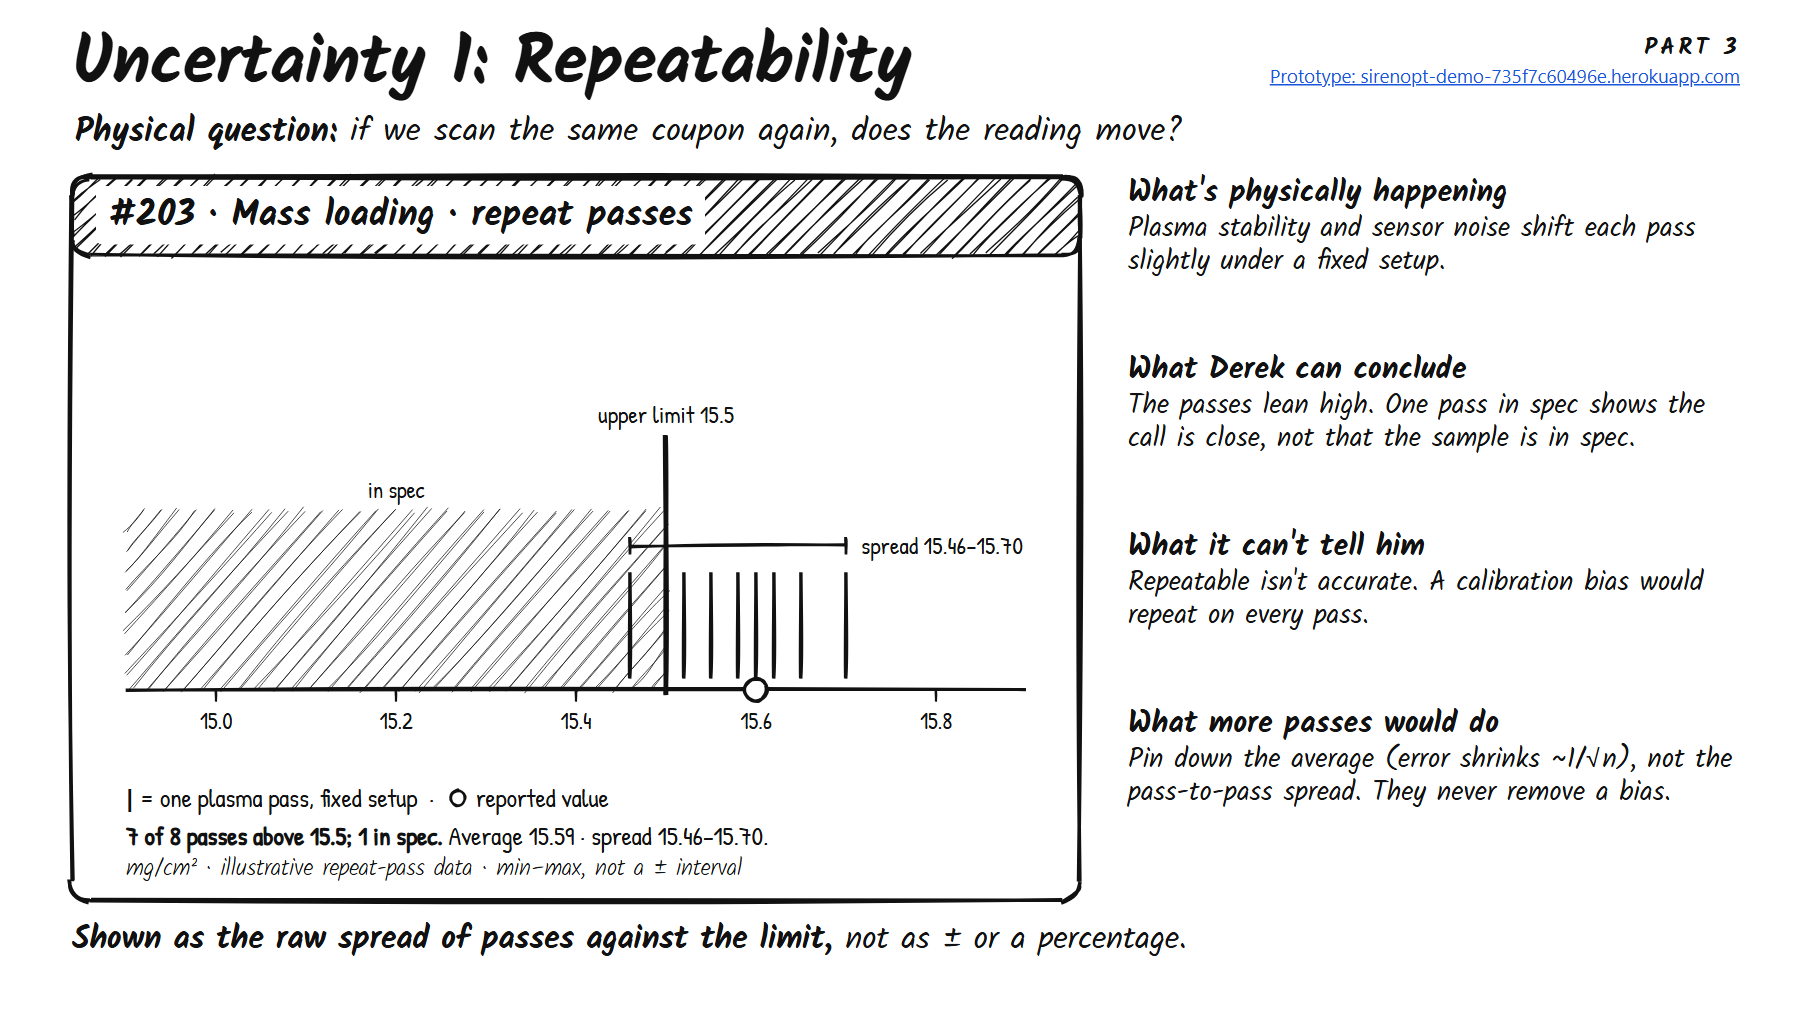 Uncertainty 1: Repeatability
PART 3
Prototype: sirenopt-demo-735f7c60496e.herokuapp.com
Physical question: if we scan the same coupon again, does the reading move?
#203 · Mass loading · repeat passes
upper limit 15.5
in spec
spread 15.46–15.70
15.0
15.2
15.4
15.6
15.8
| = one plasma pass, fixed setup · O reported value
7 of 8 passes above 15.5; 1 in spec. Average 15.59 · spread 15.46–15.70.
mg/cm² · illustrative repeat-pass data · min–max, not a ± interval
What's physically happening
Plasma stability and sensor noise shift each pass
slightly under a fixed setup.
What Derek can conclude
The passes lean high. One pass in spec shows the
call is close, not that the sample is in spec.
What it can't tell him
Repeatable isn't accurate. A calibration bias would
repeat on every pass.
What more passes would do
Pin down the average (error shrinks ~1/√n), not the
pass-to-pass spread. They never remove a bias.
Shown as the raw spread of passes against the limit, not as ± or a percentage.